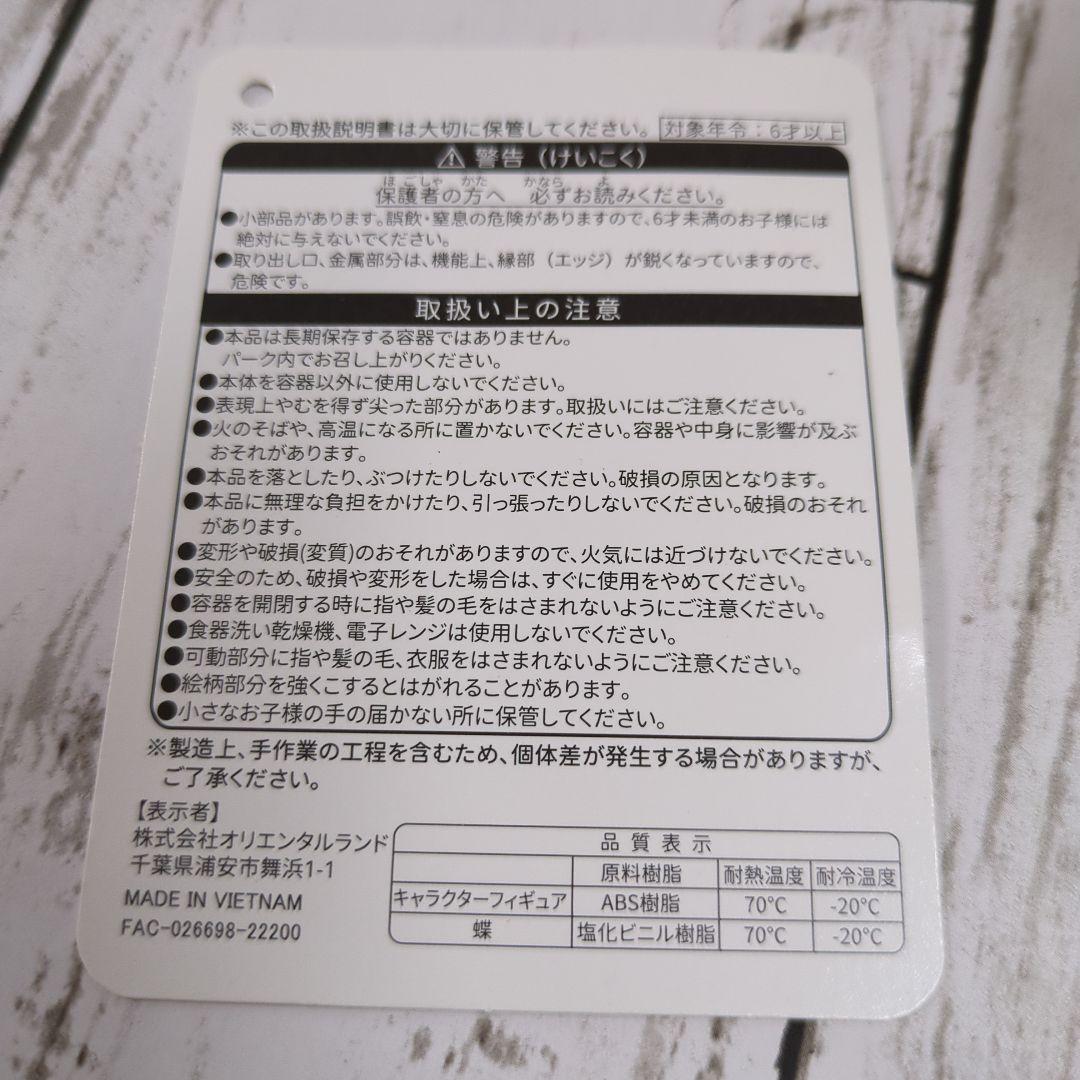 ※この取扱説明書は大切に保管してください。 対象年令：6才以上
⚠ 警告（けいこく）
ほごしゃ かた かなら よ
保護者の方へ 必ずお読みください。
●小部品があります。誤飲・窒息の危険がありますので、6才未満のお子様には
絶対に与えないでください。
●取り出し口、金属部分は、機能上、縁部（エッジ）が鋭くなっていますので、
危険です。
取扱い上の注意
●本品は長期保存する容器ではありません。
パーク内でお召し上がりください。
●本体を容器以外に使用しないでください。
●表現上やむを得ず尖った部分があります。取扱いにはご注意ください。
●火のそばや、高温になる所に置かないでください。容器や中身に影響が及ぶ
おそれがあります。
●本品を落としたり、ぶつけたりしないでください。破損の原因となります。
●本品に無理な負担をかけたり、引っ張ったりしないでください。破損のおそれ
があります。
●変形や破損(変質)のおそれがありますので、火気には近づけないでください。
●安全のため、破損や変形をした場合は、すぐに使用をやめてください。
●容器を開閉する時に指や髪の毛をはさまれないようにご注意ください。
●食器洗い乾燥機、電子レンジは使用しないでください。
●可動部分に指や髪の毛、衣服をはさまれないようにご注意ください。
●絵柄部分を強くこするとはがれることがあります。
●小さなお子様の手の届かない所に保管してください。
※製造上、手作業の工程を含むため、個体差が発生する場合がありますが、
ご了承ください。
【表示者】
株式会社オリエンタルランド
千葉県浦安市舞浜1-1
MADE IN VIETNAM
FAC-026698-22200
品質表示
原料樹脂 耐熱温度 耐冷温度
キャラクターフィギュア ABS樹脂 70℃ -20℃
蝶 塩化ビニル樹脂 70℃ -20℃